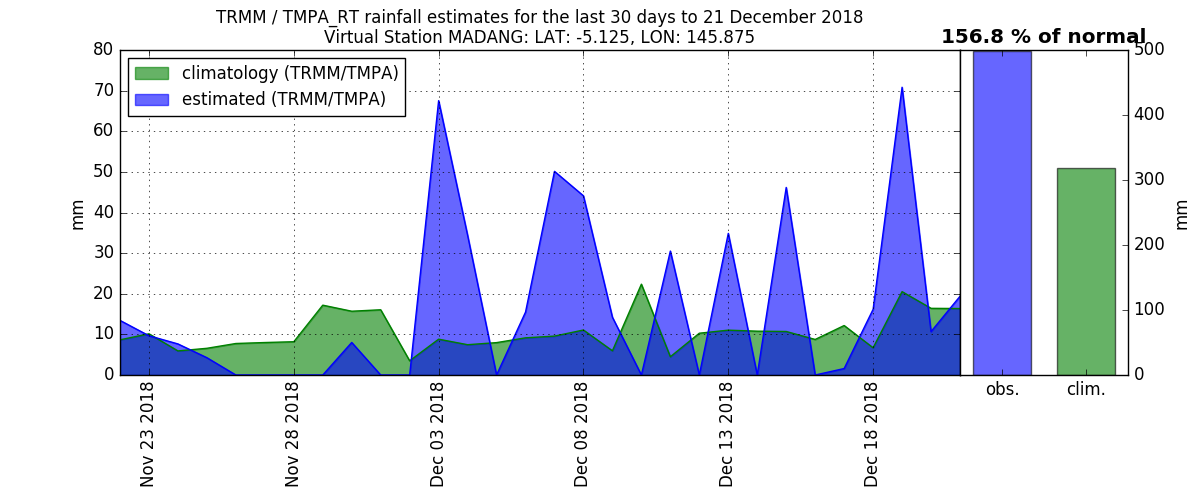 TRMM / TMPA_RT rainfall estimates for the last 30 days to 21 December 2018
Virtual Station MADANG: LAT: -5.125, LON: 145.875
156.8 % of normal
climatology (TRMM/TMPA)
estimated (TRMM/TMPA)
80
70
60
50
40
30
20
10
0
mm
Nov 23 2018
Nov 28 2018
Dec 03 2018
Dec 08 2018
Dec 13 2018
Dec 18 2018
obs.
clim.
500
400
300
200
100
0
mm